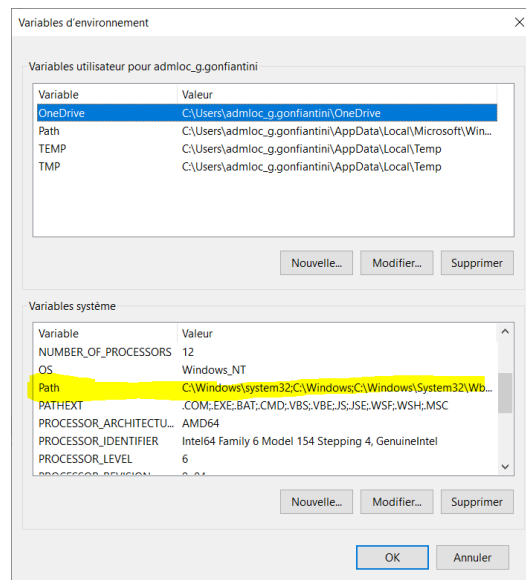 Variables d'environnement
Variables utilisateur pour admloc_g.gonfiantini
Variable Valeur
OneDrive C:\Users\admloc_g.gonfiantini\OneDrive
Path C:\Users\admloc_g.gonfiantini\AppData\Local\Microsoft\Win...
TEMP C:\Users\admloc_g.gonfiantini\AppData\Local\Temp
TMP C:\Users\admloc_g.gonfiantini\AppData\Local\Temp
Nouvelle... Modifier... Supprimer
Variables système
Variable Valeur
NUMBER_OF_PROCESSORS 12
OS Windows_NT
Path C:\Windows\system32;C:\Windows;C:\Windows\System32\Wb...
PATHEXT .COM;.EXE;.BAT;.CMD;.VBS;.VBE;.JS;.JSE;.WSF;.WSH;.MSC
PROCESSOR_ARCHITECTU... AMD64
PROCESSOR_IDENTIFIER Intel64 Family 6 Model 154 Stepping 4, GenuineIntel
PROCESSOR_LEVEL 6
Nouvelle... Modifier... Supprimer
OK Annuler